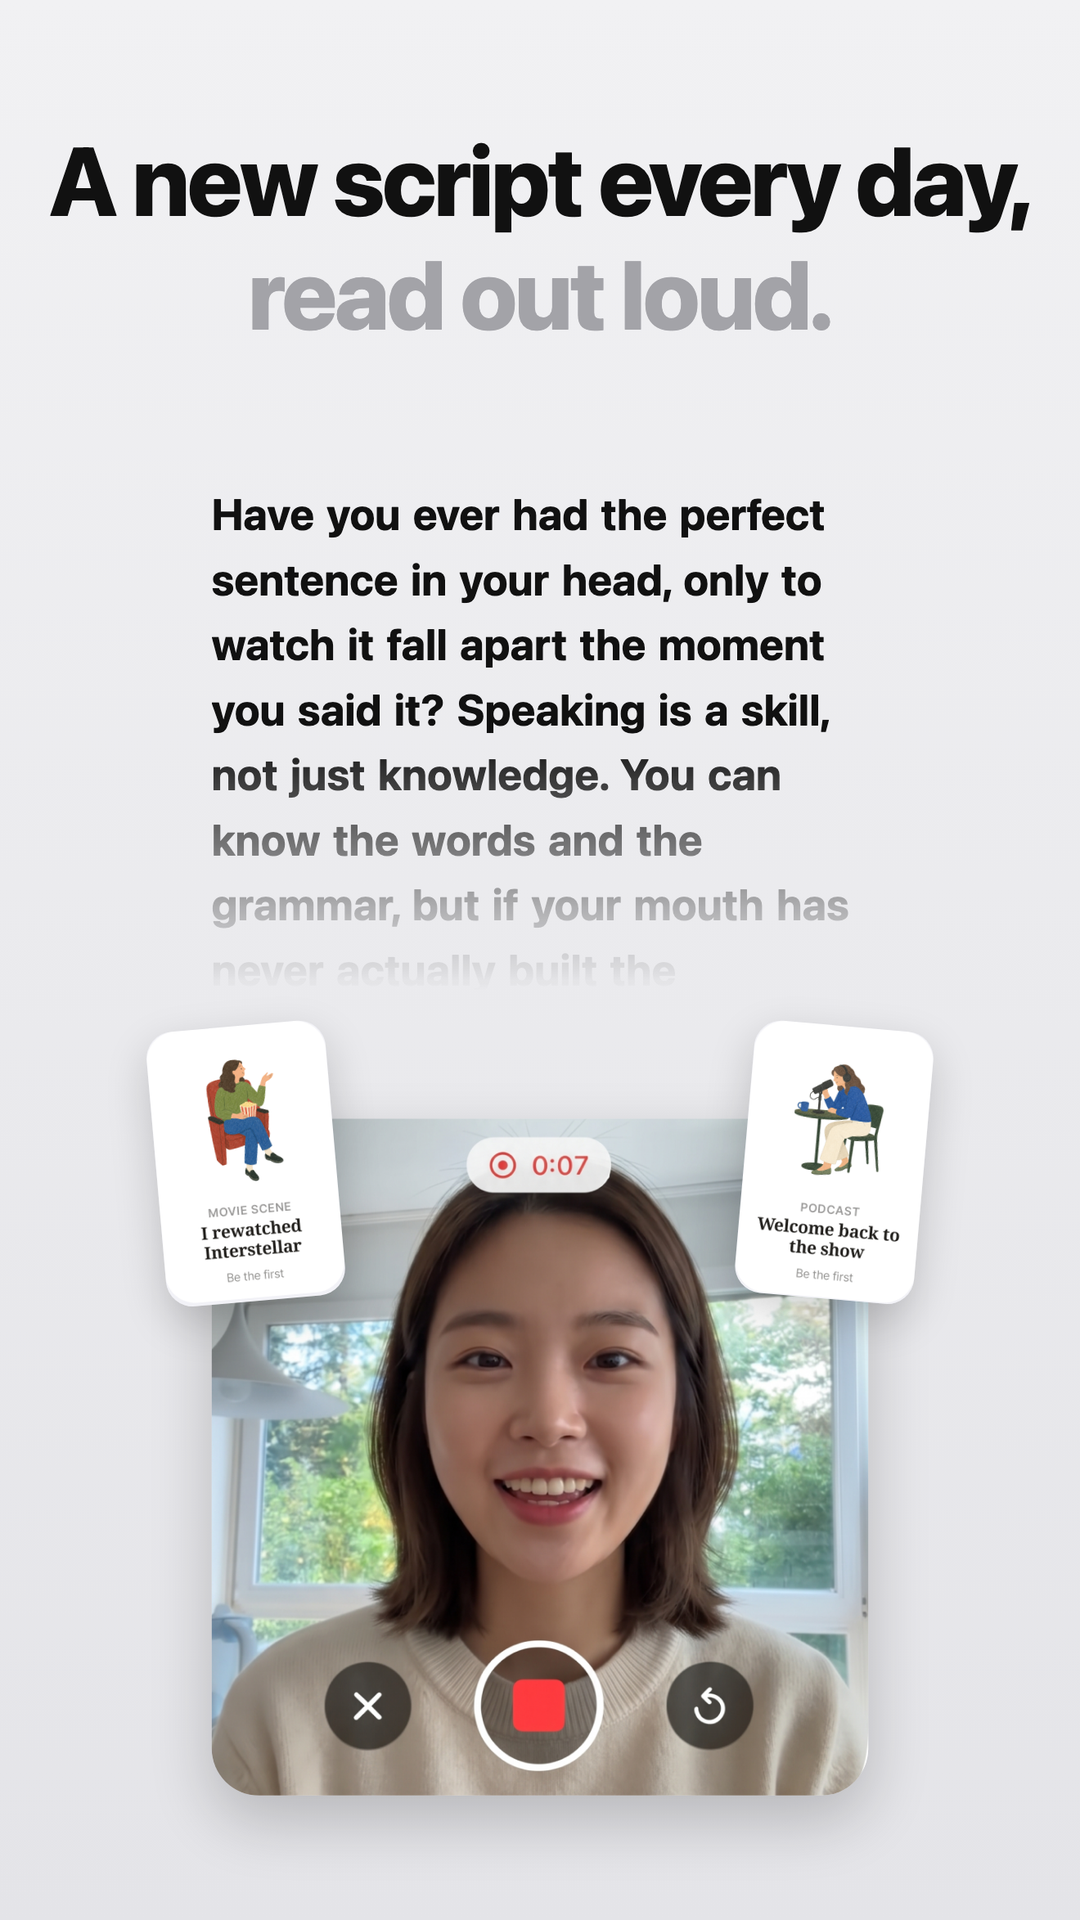 A new script every day,
read out loud.
Have you ever had the perfect
sentence in your head, only to
watch it fall apart the moment
you said it? Speaking is a skill,
not just knowledge. You can
know the words and the
grammar, but if your mouth has
never actually built the
MOVIE SCENE
I rewatched
Interstellar
Be the first
PODCAST
Welcome back to
the show
Be the first
0:07